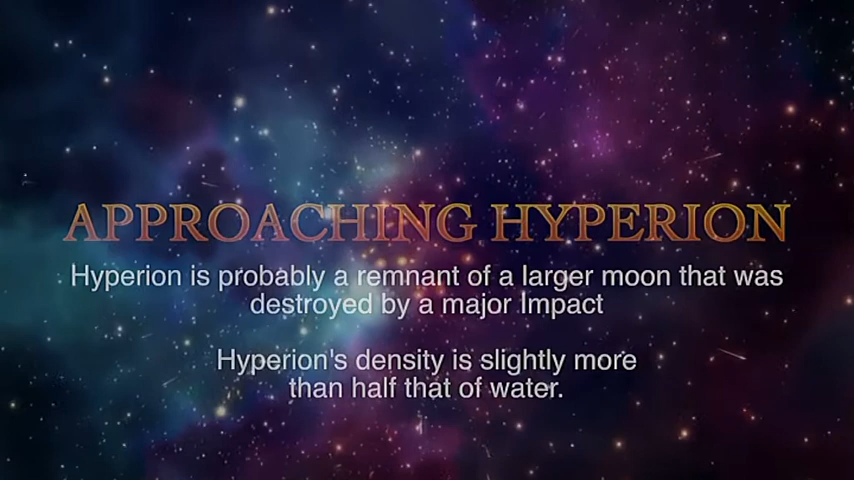 APPROACHING HYPERION
Hyperion is probably a remnant of a larger moon that was
destroyed by a major Impact
Hyperion's density is slightly more
than half that of water.